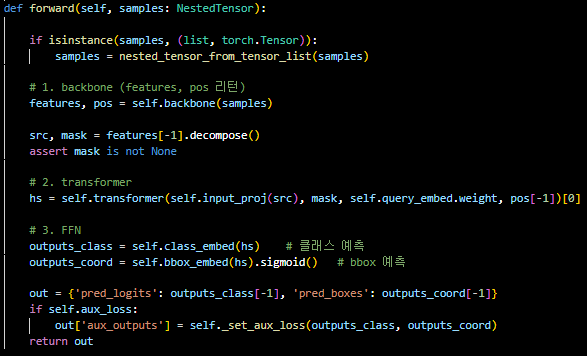 def forward(self, samples: NestedTensor):
if isinstance(samples, (list, torch.Tensor)):
samples = nested_tensor_from_tensor_list(samples)
# 1. backbone (features, pos 리턴)
features, pos = self.backbone(samples)
src, mask = features[-1].decompose()
assert mask is not None
# 2. transformer
hs = self.transformer(self.input_proj(src), mask, self.query_embed.weight, pos[-1])[0]
# 3. FFN
outputs_class = self.class_embed(hs) # 클래스 예측
outputs_coord = self.bbox_embed(hs).sigmoid() # bbox 예측
out = {'pred_logits': outputs_class[-1], 'pred_boxes': outputs_coord[-1]}
if self.aux_loss:
out['aux_outputs'] = self._set_aux_loss(outputs_class, outputs_coord)
return out